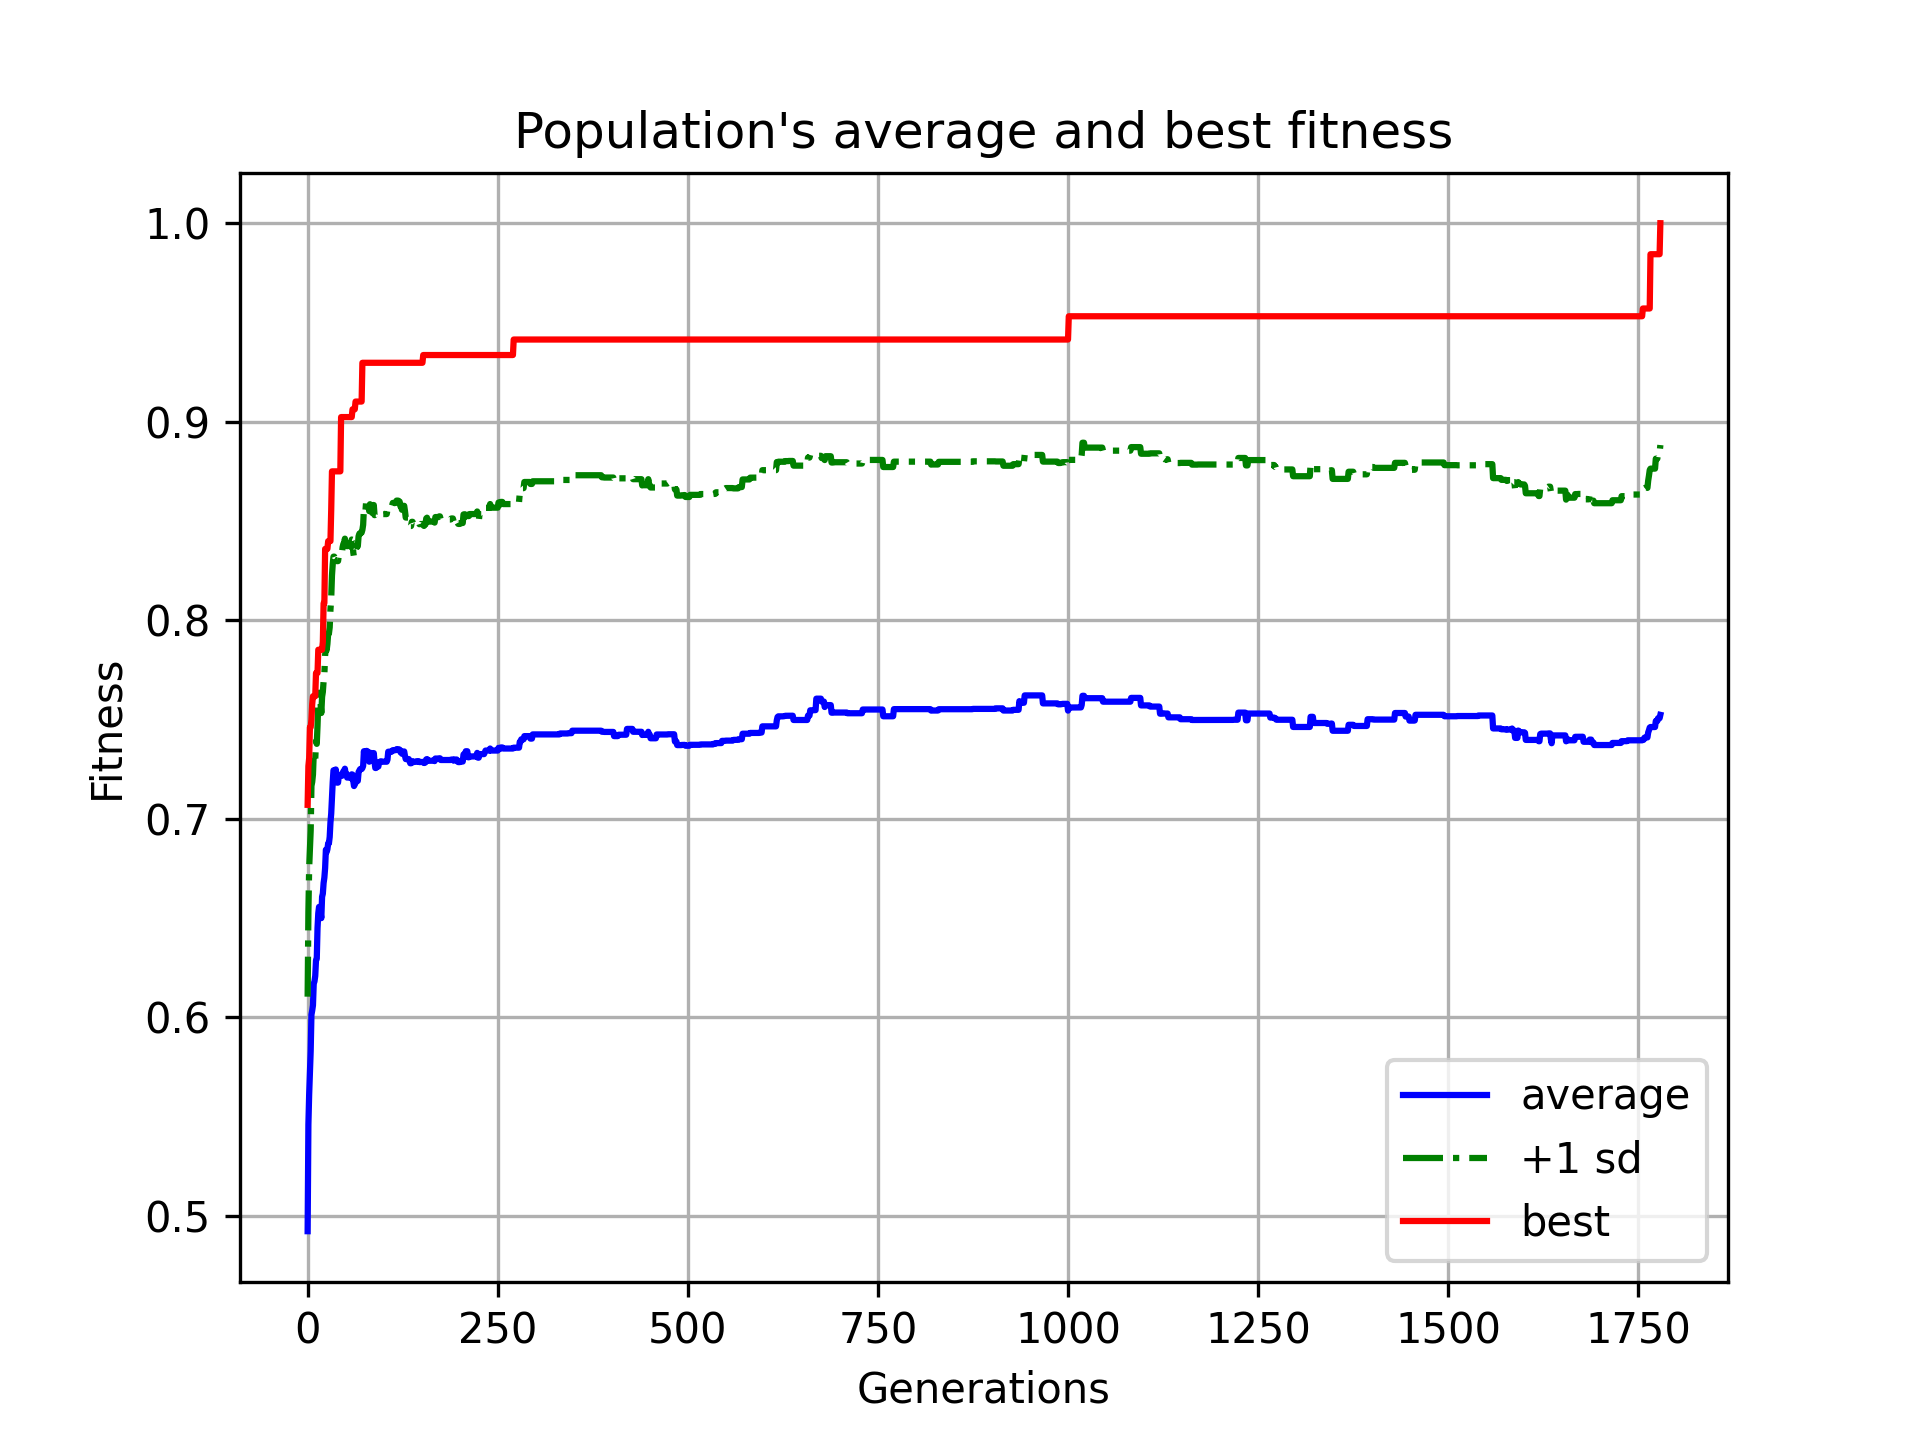 Population's average and best fitness
1.0
0.9
0.8
0.7
0.6
0.5
Fitness
average
+1 sd
best
0 250 500 750 1000 1250 1500 1750
Generations